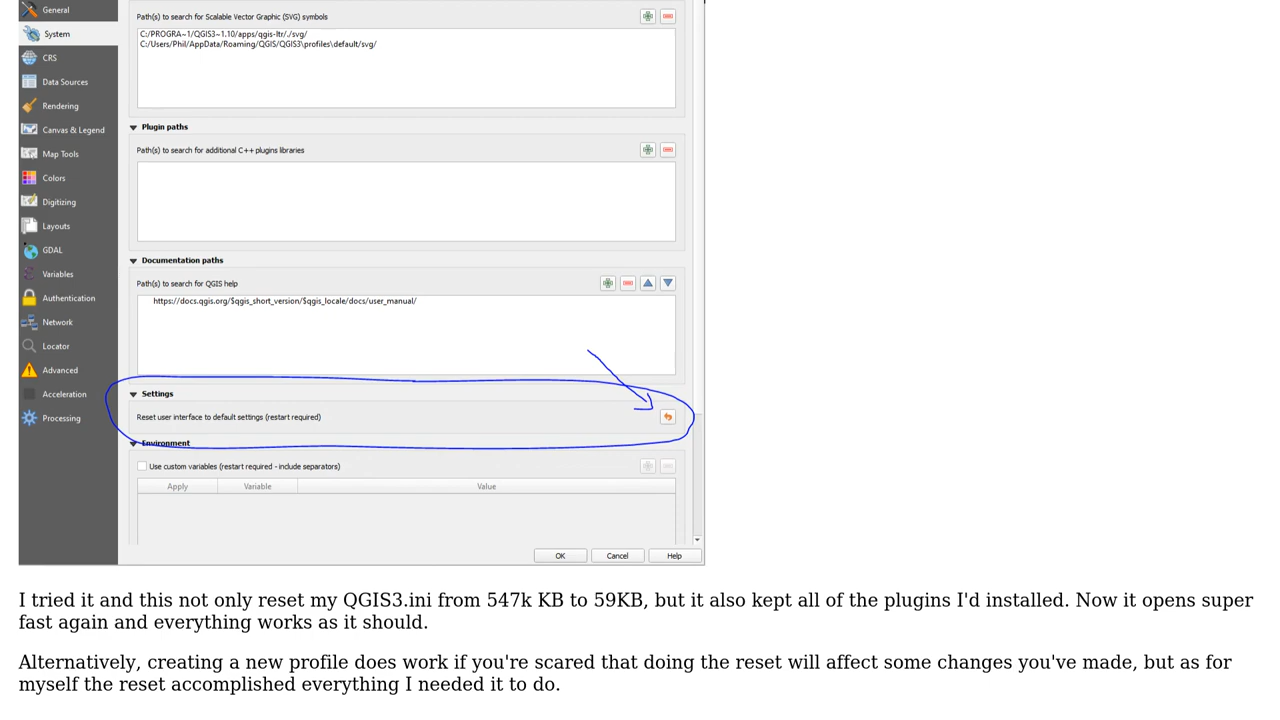 General
Path(s) to search for Scalable Vector Graphic (SVG) symbols
System
C:/PROGRA~1/QGIS3~1.10/apps/qgis-ltr/./svg/
C:/Users/Phil/AppData/Roaming/QGIS/QGIS3\profiles\default/svg/
CRS
Data Sources
Rendering
Canvas & Legend
Plugin paths
Map Tools
Path(s) to search for additional C++ plugins libraries
Colors
Digitizing
Layouts
GDAL
Documentation paths
Variables
Path(s) to search for QGIS help
Authentication
https://docs.qgis.org/$qgis_short_version/$qgis_locale/docs/user_manual/
Network
Locator
Advanced
Acceleration
Settings
Processing
Reset user interface to default settings (restart required)
Environment
Use custom variables (restart required - include separators)
Apply Variable Value
OK Cancel Help
I tried it and this not only reset my QGIS3.ini from 547k KB to 59KB, but it also kept all of the plugins I'd installed. Now it opens super
fast again and everything works as it should.
Alternatively, creating a new profile does work if you're scared that doing the reset will affect some changes you've made, but as for
myself the reset accomplished everything I needed it to do.